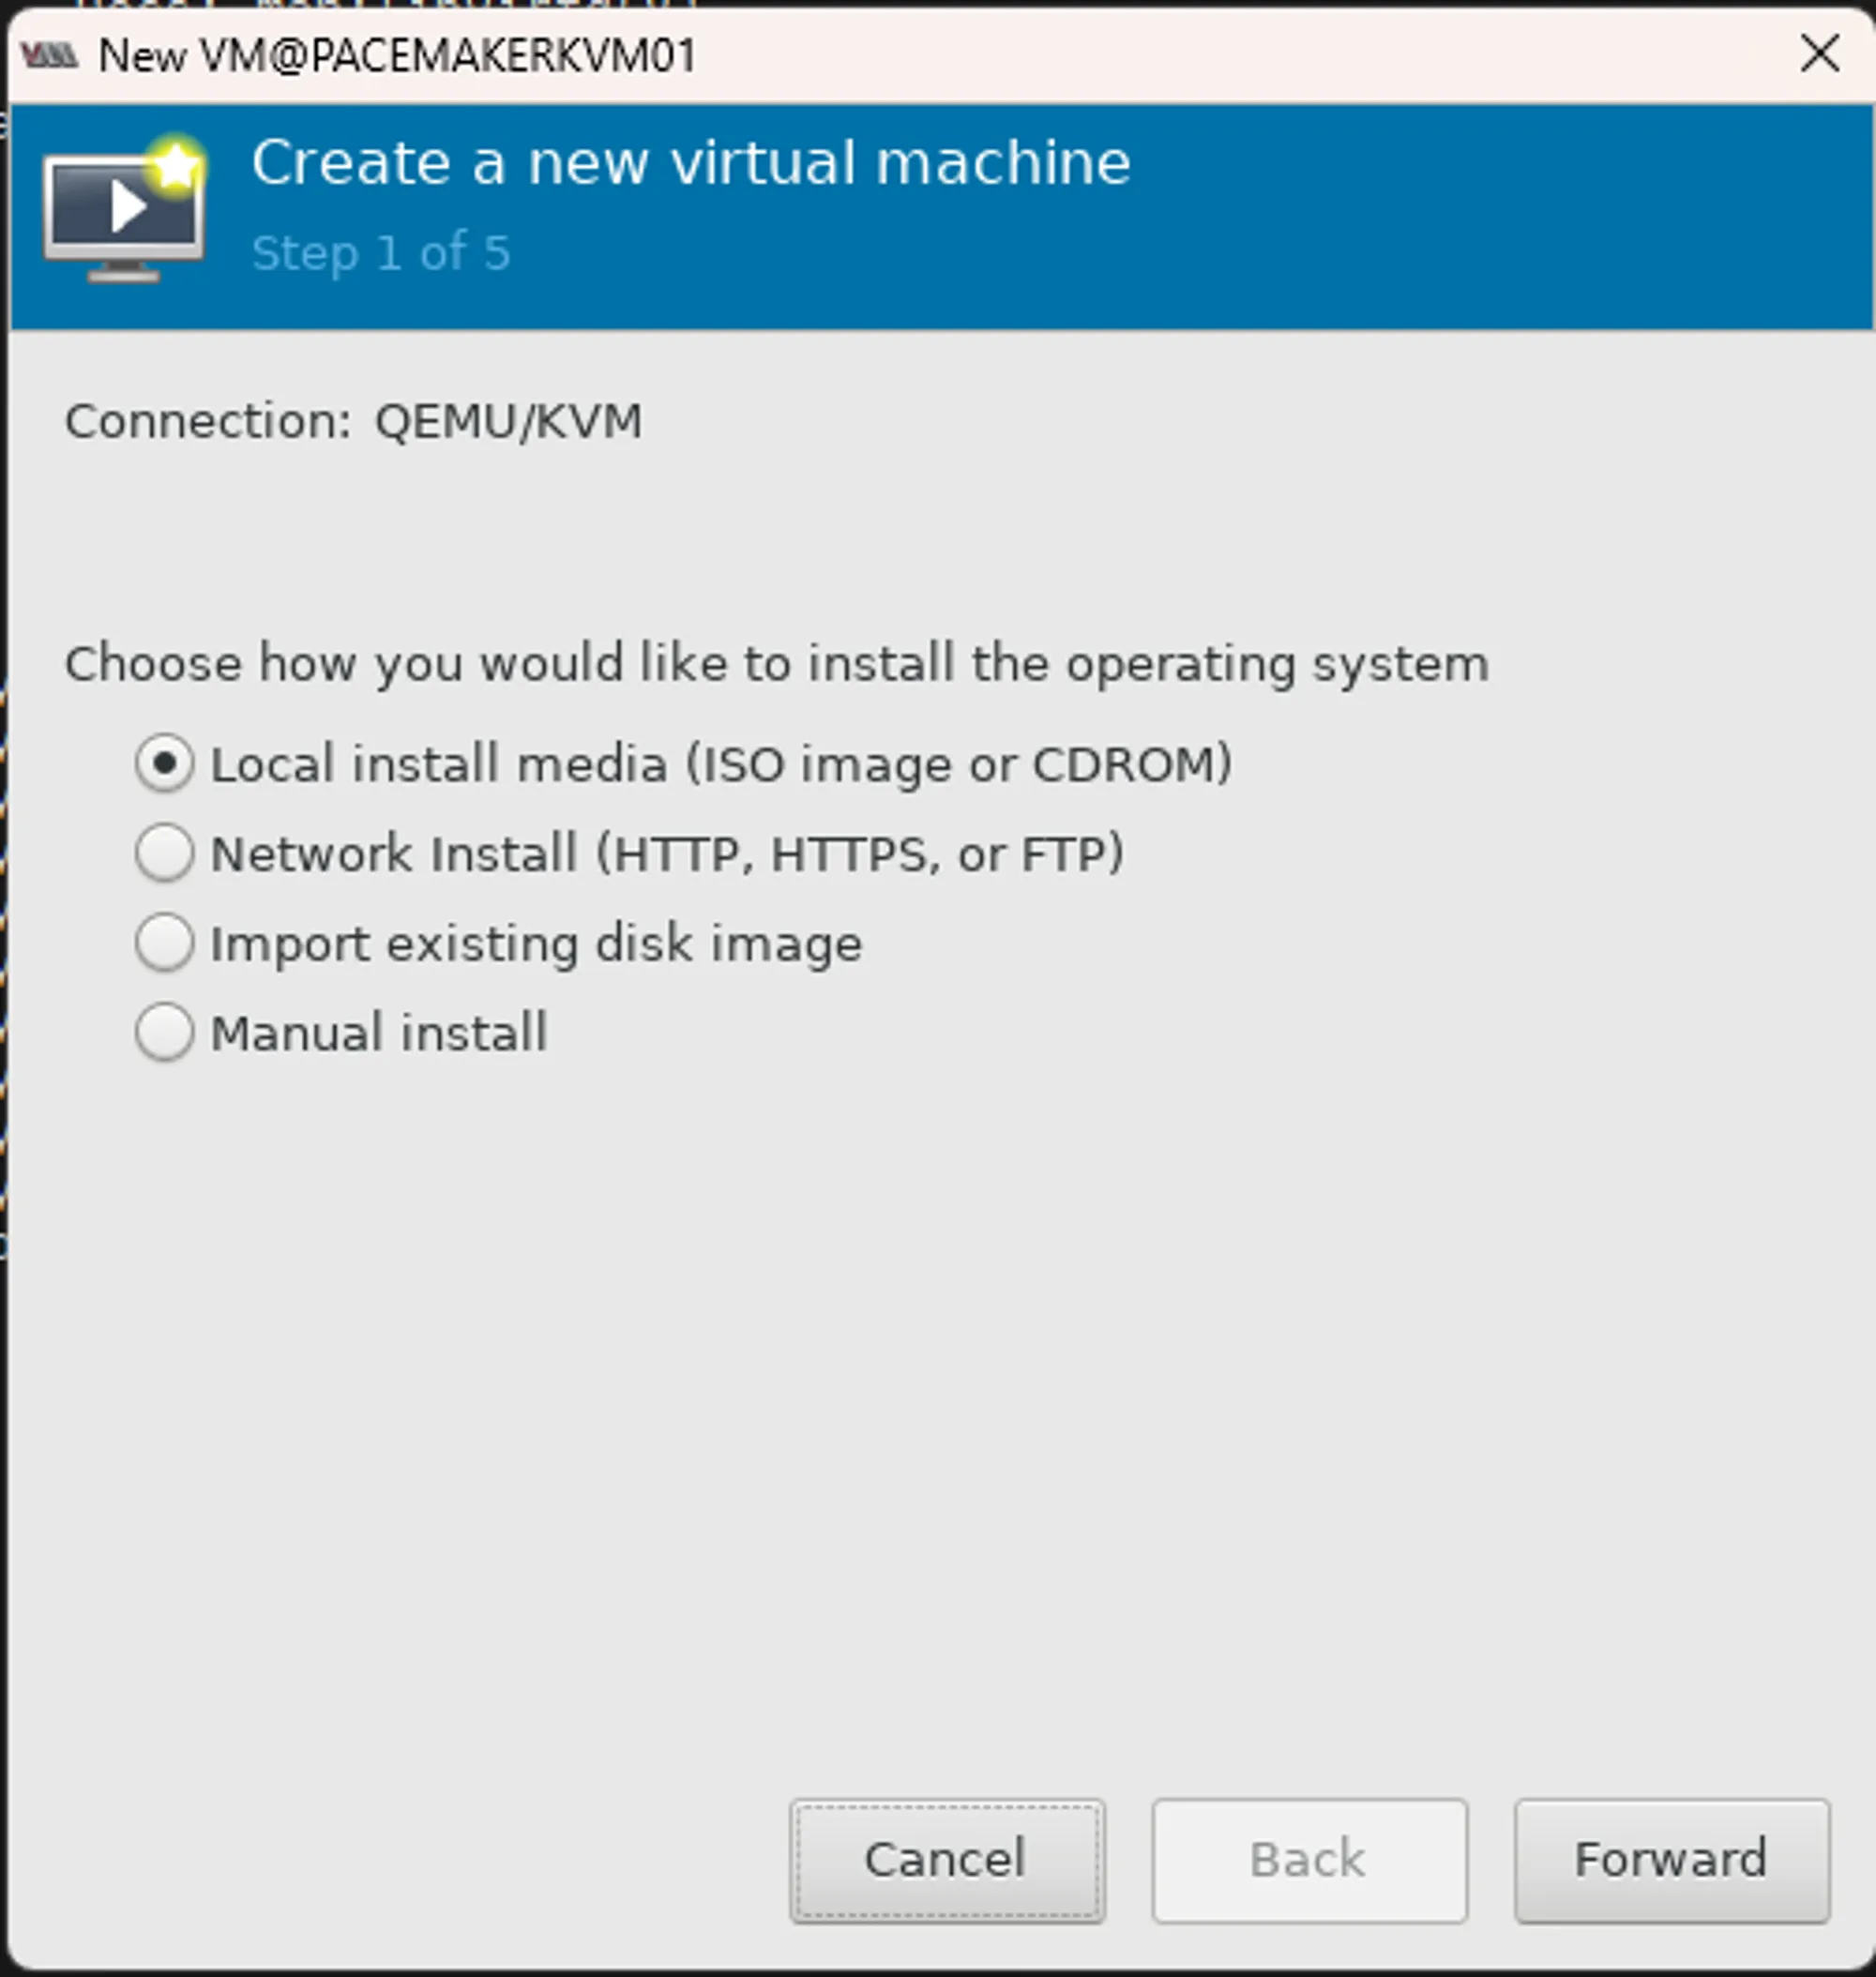 New VM@PACEMAKERKVM01
Create a new virtual machine
Step 1 of 5
Connection: QEMU/KVM
Choose how you would like to install the operating system
Local install media (ISO image or CDROM)
Network Install (HTTP, HTTPS, or FTP)
Import existing disk image
Manual install
Cancel
Back
Forward